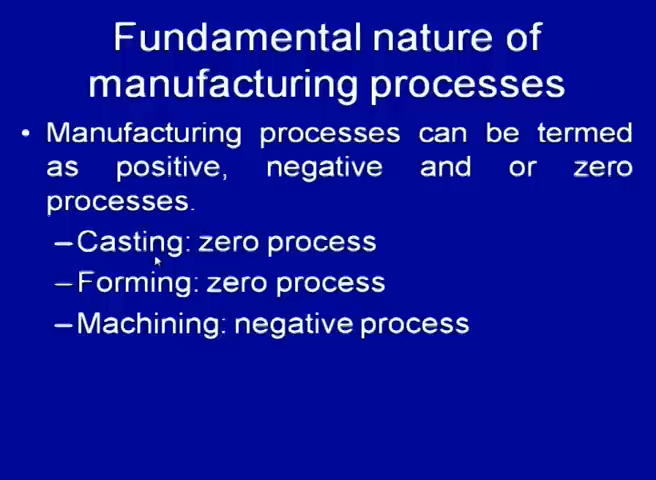 Fundamental nature of
manufacturing processes
• Manufacturing processes can be termed
as positive, negative and or zero
processes.
–Casting: zero process
–Forming: zero process
–Machining: negative process